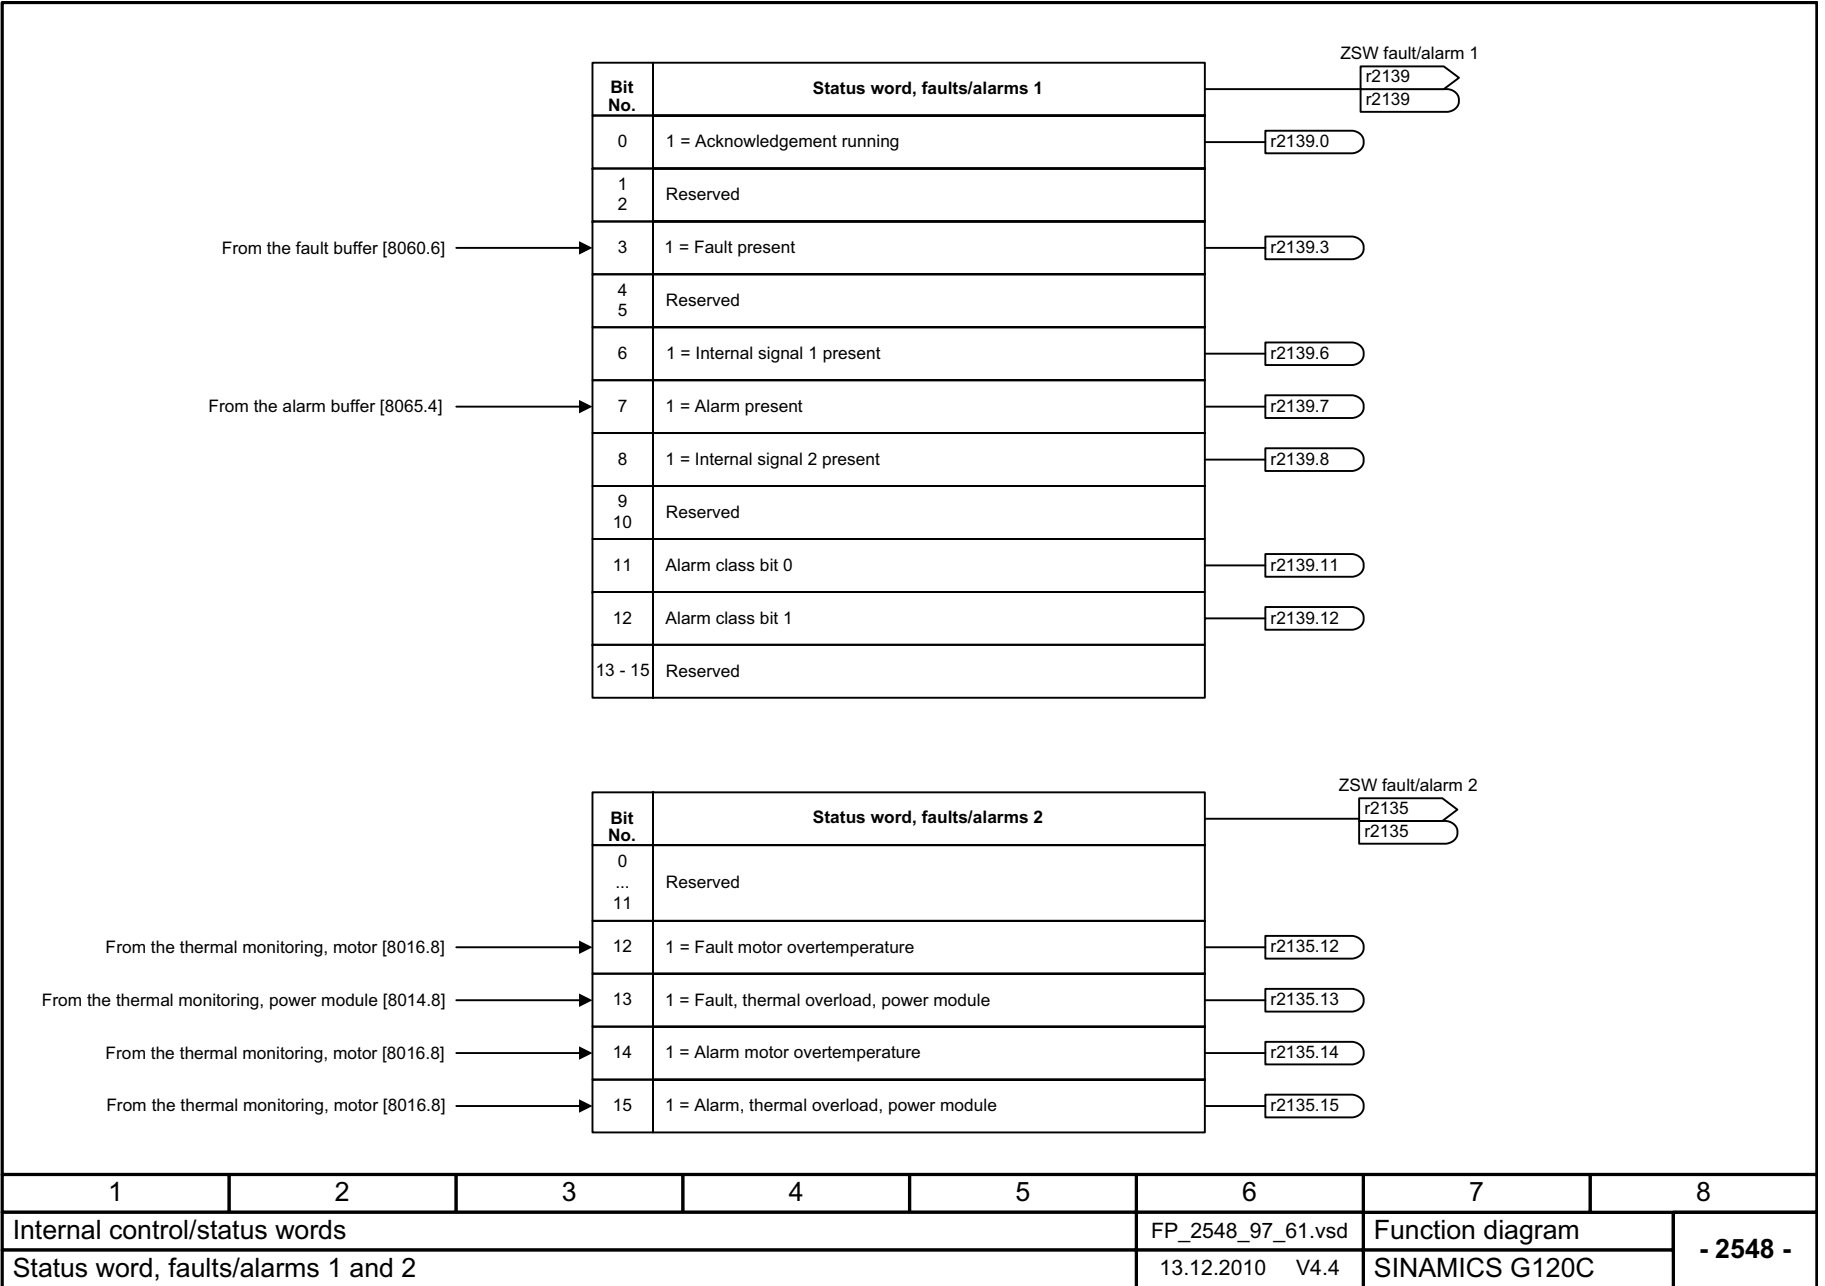 ZSW fault/alarm 1
Bit No. Status word, faults/alarms 1 r2139
r2139
0 1 = Acknowledgement running r2139.0
1
2 Reserved
From the fault buffer [8060.6] 3 1 = Fault present r2139.3
4
5 Reserved
6 1 = Internal signal 1 present r2139.6
From the alarm buffer [8065.4] 7 1 = Alarm present r2139.7
8 1 = Internal signal 2 present r2139.8
9
10 Reserved
11 Alarm class bit 0 r2139.11
12 Alarm class bit 1 r2139.12
13 - 15 Reserved
ZSW fault/alarm 2
Bit No. Status word, faults/alarms 2 r2135
r2135
0
... Reserved
11
From the thermal monitoring, motor [8016.8] 12 1 = Fault motor overtemperature r2135.12
From the thermal monitoring, power module [8014.8] 13 1 = Fault, thermal overload, power module r2135.13
From the thermal monitoring, motor [8016.8] 14 1 = Alarm motor overtemperature r2135.14
From the thermal monitoring, motor [8016.8] 15 1 = Alarm, thermal overload, power module r2135.15
1 2 3 4 5 6 7 8
Internal control/status words FP_2548_97_61.vsd Function diagram - 2548 -
Status word, faults/alarms 1 and 2 13.12.2010 V4.4 SINAMICS G120C